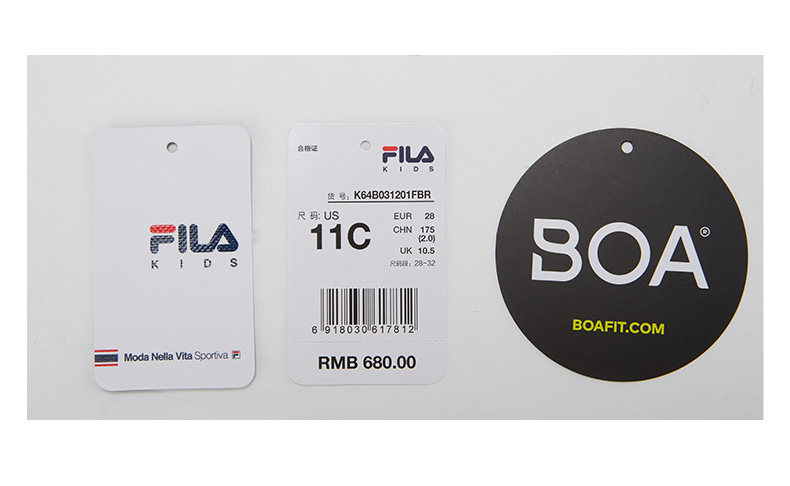 FILA
KIDS
Moda Nella Vita Sportiva F
合格证
FILA
KIDS
货 号: K64B031201FBR
尺 码: US
11C
EUR 28
CHN 175
(2.0)
UK 10.5
尺码段: 28-32
6 918030 617812
RMB 680.00
BOA®
BOAFIT.COM